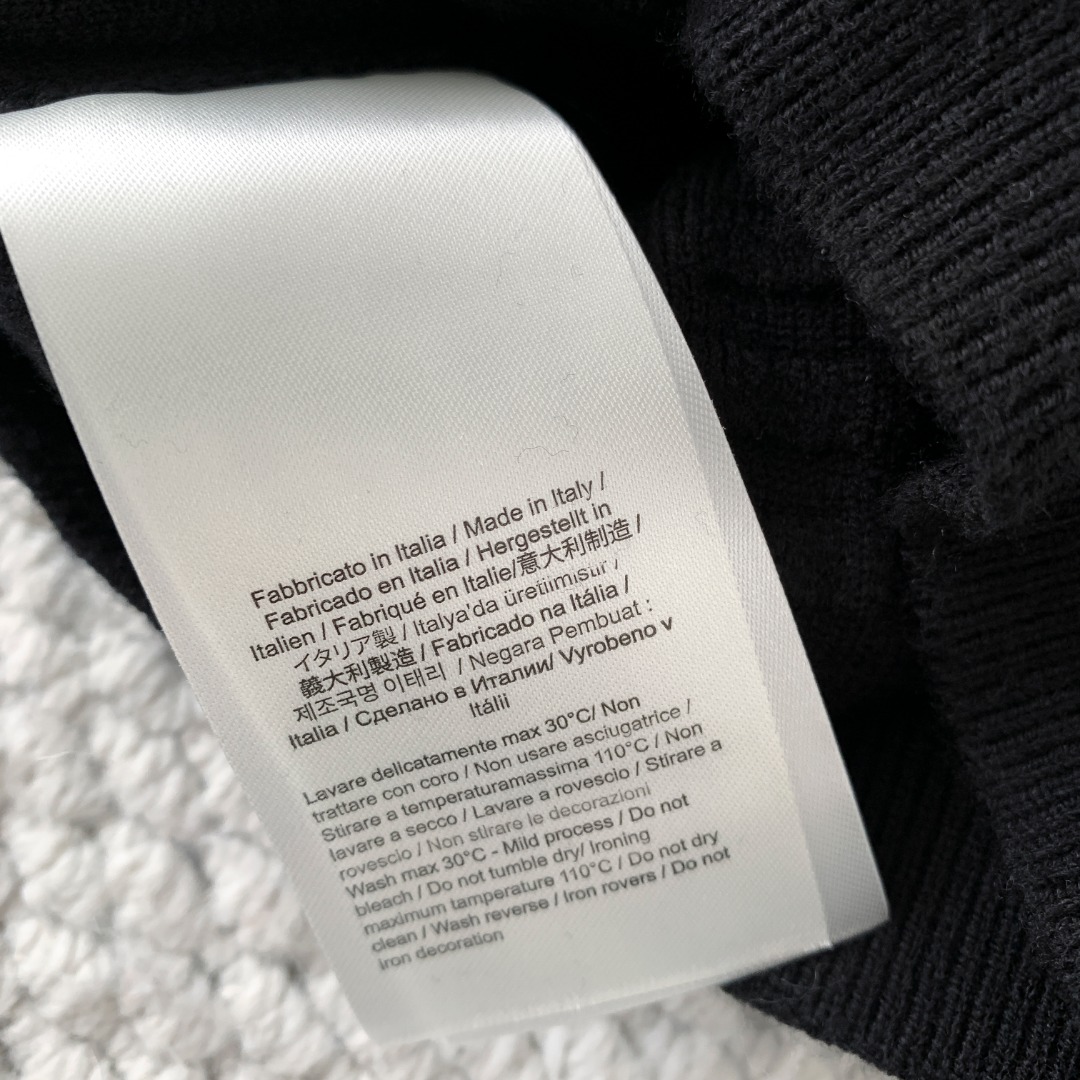 Fabbricato in Italia / Made in Italy /
Fabricado en Italia / Hergestellt in
Italien / Fabriqué en Italie/意大利制造 /
イタリア製 / Italya'da üretilmiştir /
義大利製造 / Fabricado na Itália /
제조국명 이태리 / Negara Pembuat :
Italia / Сделано в Италии/ Vyrobeno v
Itálii
Lavare delicatamente max 30°C/ Non
trattare con coro / Non usare asciugatrice /
Stirare a temperaturamassima 110°C / Non
lavare a secco / Lavare a rovescio / Stirare a
rovescio / Non stirare le decorazioni
Wash max 30°C - Mild process / Do not
bleach / Do not tumble dry/ Ironing
maximum tamperature 110°C / Do not dry
clean / Wash reverse / Iron rovers / Do not
iron decoration